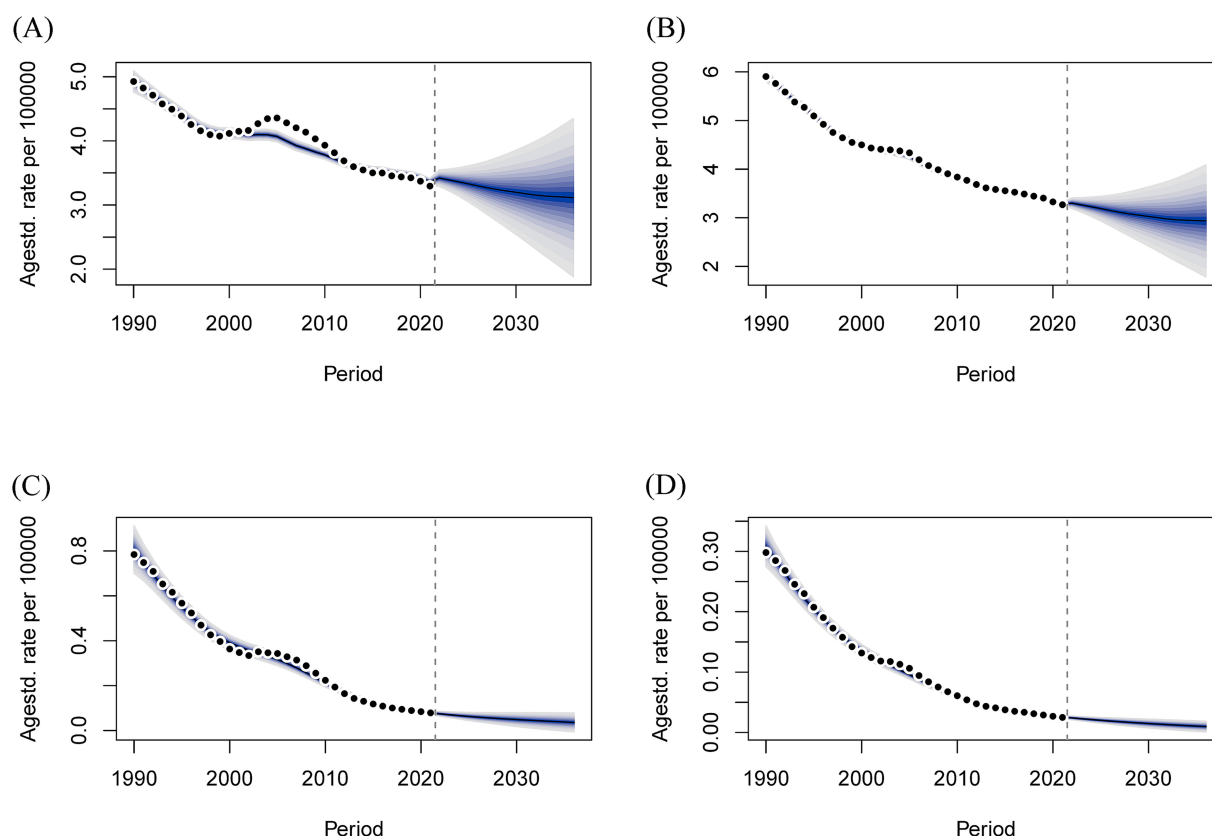 (A)
Agestd. rate per 100000
5.0
4.0
3.0
2.0
1990 2000 2010 2020 2030
Period
(B)
Agestd. rate per 100000
6
5
4
3
2
1990 2000 2010 2020 2030
Period
(C)
Agestd. rate per 100000
0.8
0.4
0.0
1990 2000 2010 2020 2030
Period
(D)
Agestd. rate per 100000
0.30
0.20
0.10
0.00
1990 2000 2010 2020 2030
Period